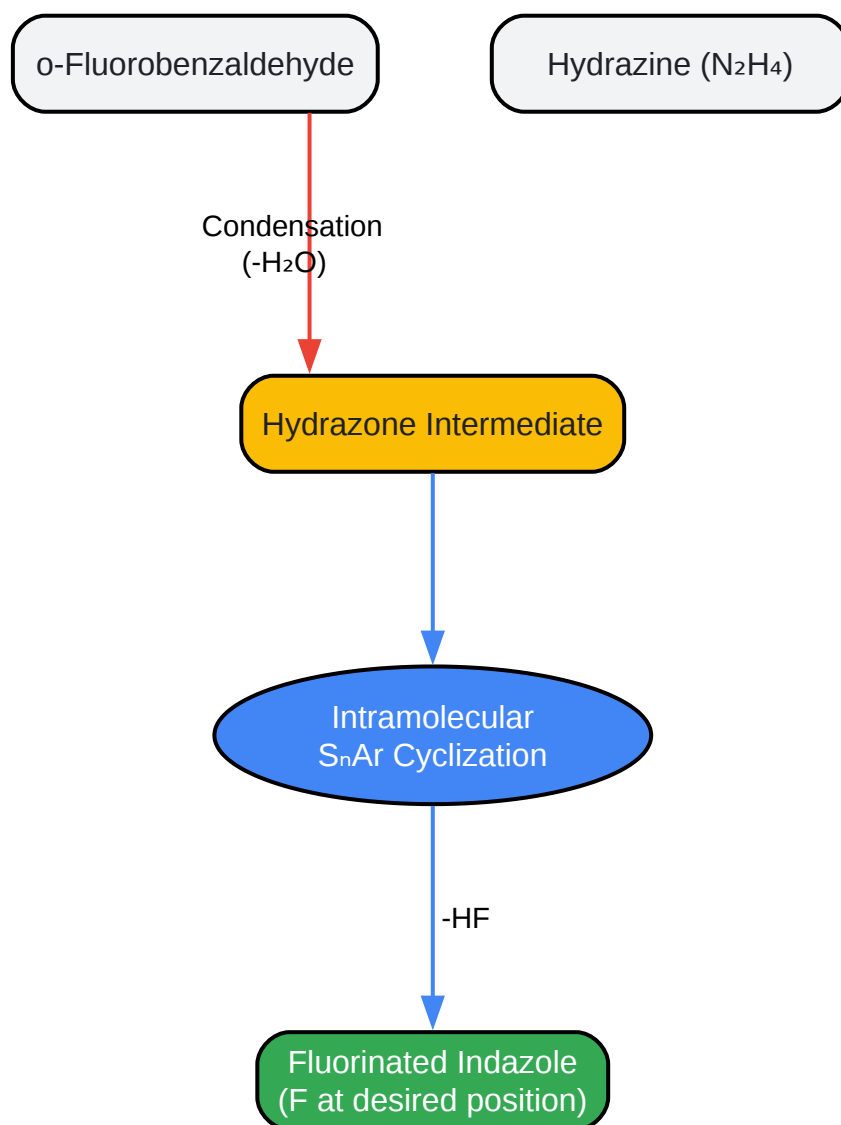 o-Fluorobenzaldehyde
Hydrazine (N₂H₄)
Condensation
(-H₂O)
Hydrazone Intermediate
Intramolecular
SₙAr Cyclization
-HF
Fluorinated Indazole
(F at desired position)